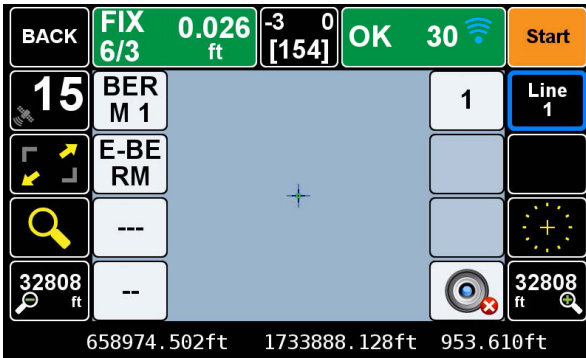 BACK
FIX 0.026
6/3 ft
-3 0
[154]
OK 30
Start
15
BER
M 1
1
Line
1
E-BE
RM
---
32808
ft
--
32808
ft
658974.502ft 1733888.128ft 953.610ft